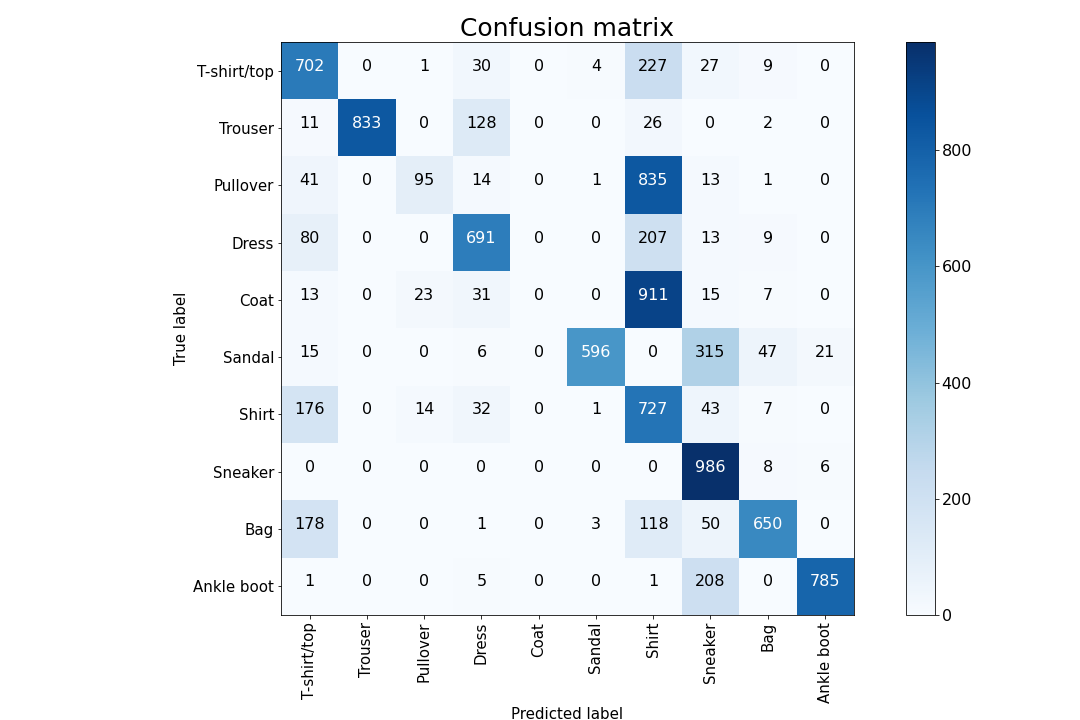 Confusion matrix
T-shirt/top 702 0 1 30 0 4 227 27 9 0
Trouser 11 833 0 128 0 0 26 0 2 0
Pullover 41 0 95 14 0 1 835 13 1 0
Dress 80 0 0 691 0 0 207 13 9 0
Coat 13 0 23 31 0 0 911 15 7 0
Sandal 15 0 0 6 0 596 0 315 47 21
Shirt 176 0 14 32 0 1 727 43 7 0
Sneaker 0 0 0 0 0 0 0 986 8 6
Bag 178 0 0 1 0 3 118 50 650 0
Ankle boot 1 0 0 5 0 0 1 208 0 785
True label
T-shirt/top
Trouser
Pullover
Dress
Coat
Sandal
Shirt
Sneaker
Bag
Ankle boot
Predicted label
800
600
400
200
0